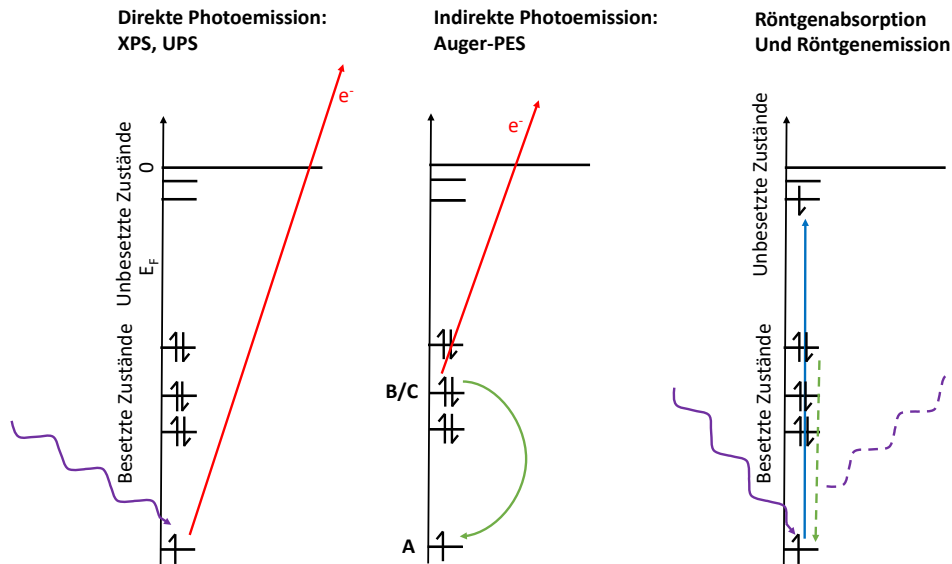 Direkte Photoemission:
XPS, UPS
e-
0
Unbesetzte Zustände
E_F
Besetzte Zustände
Indirekte Photoemission:
Auger-PES
e-
B/C
A
Röntgenabsorption
Und Röntgenemission
Unbesetzte Zustände
Besetzte Zustände